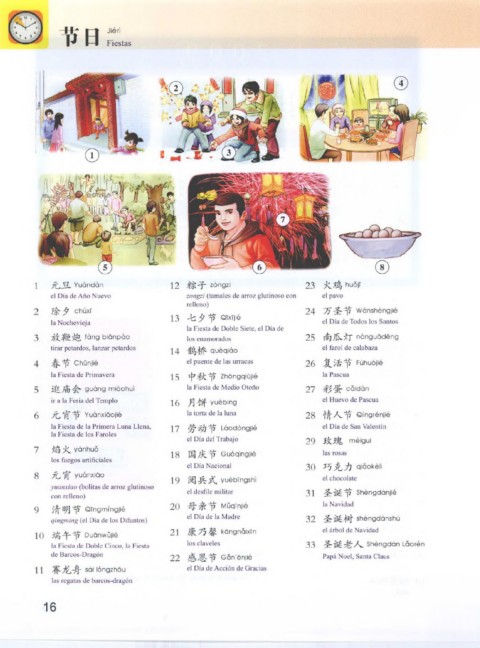 节日 Jiérì
Fiestas
1
2
3
4
5
6
7
8
1 元旦 Yuándàn
el Día de Año Nuevo
2 除夕 chúxī
la Nochevieja
3 放鞭炮 fàng biānpào
tirar petardos, lanzar petardos
4 春节 Chūnjié
la Fiesta de Primavera
5 逛庙会 guàng miàohuì
ir a la Feria del Templo
6 元宵节 Yuánxiāojié
la Fiesta de la Primera Luna Llena,
la Fiesta de los Faroles
7 焰火 yànhuǒ
los fuegos artificiales
8 元宵 yuánxiāo
yuanxiao (bolitas de arroz glutinoso
con relleno)
9 清明节 Qīngmíngjié
qingming (el Día de los Difuntos)
10 端午节 Duānwǔjié
la Fiesta de Doble Cinco, la Fiesta
de Barcos-Dragón
11 赛龙舟 sài lóngzhōu
las regatas de barcos-dragón
12 粽子 zòngzi
zongzi (tamales de arroz glutinoso con
relleno)
13 七夕节 Qīxījié
la Fiesta de Doble Siete, el Día de
los enamorados
14 鹊桥 quèqiáo
el puente de las urracas
15 中秋节 Zhōngqiūjié
la Fiesta de Medio Otoño
16 月饼 yuèbing
la torta de la luna
17 劳动节 Láodòngjié
el Día del Trabajo
18 国庆节 Guóqìngjié
el Día Nacional
19 阅兵式 yuèbīngshì
el desfile militar
20 母亲节 Mǔqīnjié
el Día de la Madre
21 康乃馨 kāngnǎixīn
los claveles
22 感恩节 Gǎn'ēnjié
el Día de Acción de Gracias
23 火鸡 huǒjī
el pavo
24 万圣节 Wànshèngjié
el Día de Todos los Santos
25 南瓜灯 nánguādēng
el farol de calabaza
26 复活节 Fùhuójié
la Pascua
27 彩蛋 cǎidàn
el Huevo de Pascua
28 情人节 Qíngrénjié
el Día de San Valentín
29 玫瑰 méigui
las rosas
30 巧克力 qiǎokèlì
el chocolate
31 圣诞节 Shèngdànjié
la Navidad
32 圣诞树 shèngdànshù
el árbol de Navidad
33 圣诞老人 Shèngdàn Lǎorén
Papá Noel, Santa Claus
16